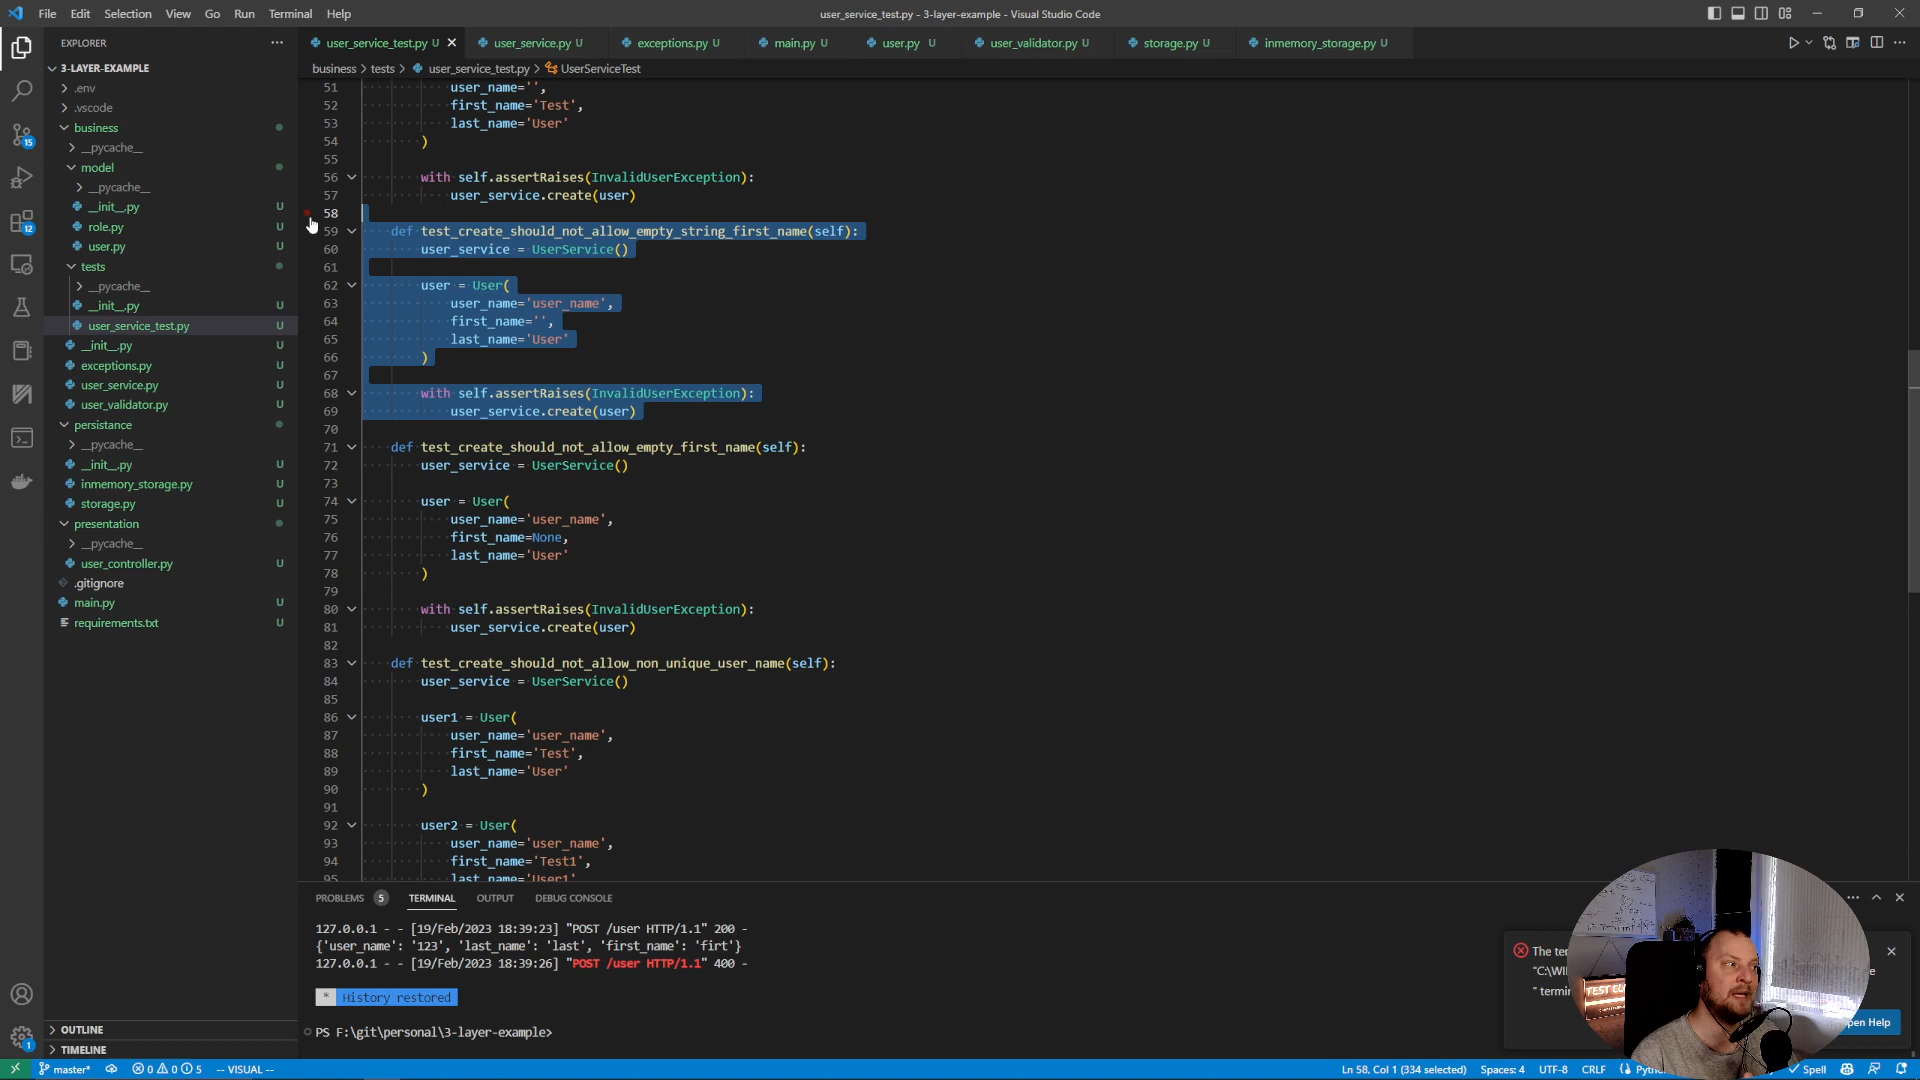 File Edit Selection View Go Run Terminal Help
user_service_test.py - 3-layer-example - Visual Studio Code
EXPLORER
user_service_test.py U
user_service.py U
exceptions.py U
main.py U
user.py U
user_validator.py U
storage.py U
inmemory_storage.py U
business > tests > user_service_test.py > UserServiceTest
3-LAYER-EXAMPLE
.env
.vscode
business
__pycache__
model
__pycache__
__init__.py U
role.py U
user.py U
tests
__pycache__
__init__.py U
user_service_test.py U
__init__.py U
exceptions.py U
user_service.py U
user_validator.py U
persistance
__pycache__
__init__.py U
inmemory_storage.py U
storage.py U
presentation
__pycache__
user_controller.py U
.gitignore
main.py U
requirements.txt U
OUTLINE
TIMELINE
15
12
1
51 user_name='',
52 first_name='Test',
53 last_name='User'
54 )
55
56 with self.assertRaises(InvalidUserException):
57 user_service.create(user)
58
59 def test_create_should_not_allow_empty_string_first_name(self):
60 user_service = UserService()
61
62 user = User(
63 user_name='user_name',
64 first_name='',
65 last_name='User'
66 )
67
68 with self.assertRaises(InvalidUserException):
69 user_service.create(user)
70
71 def test_create_should_not_allow_empty_first_name(self):
72 user_service = UserService()
73
74 user = User(
75 user_name='user_name',
76 first_name=None,
77 last_name='User'
78 )
79
80 with self.assertRaises(InvalidUserException):
81 user_service.create(user)
82
83 def test_create_should_not_allow_non_unique_user_name(self):
84 user_service = UserService()
85
86 user1 = User(
87 user_name='user_name',
88 first_name='Test',
89 last_name='User'
90 )
91
92 user2 = User(
93 user_name='user_name',
94 first_name='Test1',
95 last_name='User1'
PROBLEMS 5 TERMINAL OUTPUT DEBUG CONSOLE
127.0.0.1 - - [19/Feb/2023 18:39:23] "POST /user HTTP/1.1" 200 -
{'user_name': '123', 'last_name': 'last', 'first_name': 'firt'}
127.0.0.1 - - [19/Feb/2023 18:39:26] "POST /user HTTP/1.1" 400 -
* History restored
PS F:\git\personal\3-layer-example>
The
"C:\WI
"
Help
master* 0 0 5 -- VISUAL --
Ln 58, Col 1 (334 selected) Spaces: 4 UTF-8 CRLF Spell